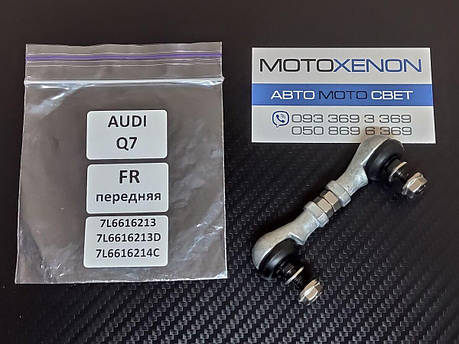 AUDI
Q7
FR
передняя
7L6616213
7L6616213D
7L6616214C
MOTOXENON
АВТО МОТО СВЕТ
093 369 3 369
050 869 6 369